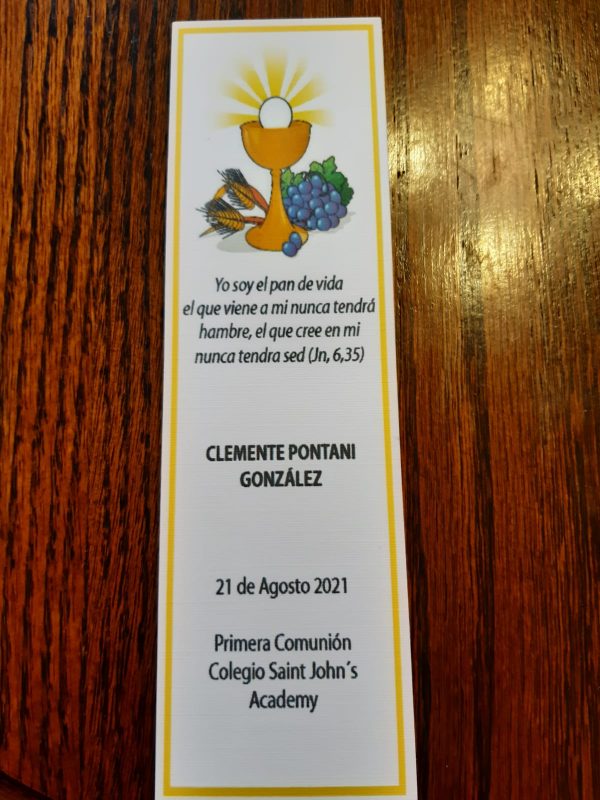 Yo soy el pan de vida
el que viene a mi nunca tendrá
hambre, el que cree en mi
nunca tendra sed (Jn, 6,35)
CLEMENTE PONTANI
GONZÁLEZ
21 de Agosto 2021
Primera Comunión
Colegio Saint John´s
Academy